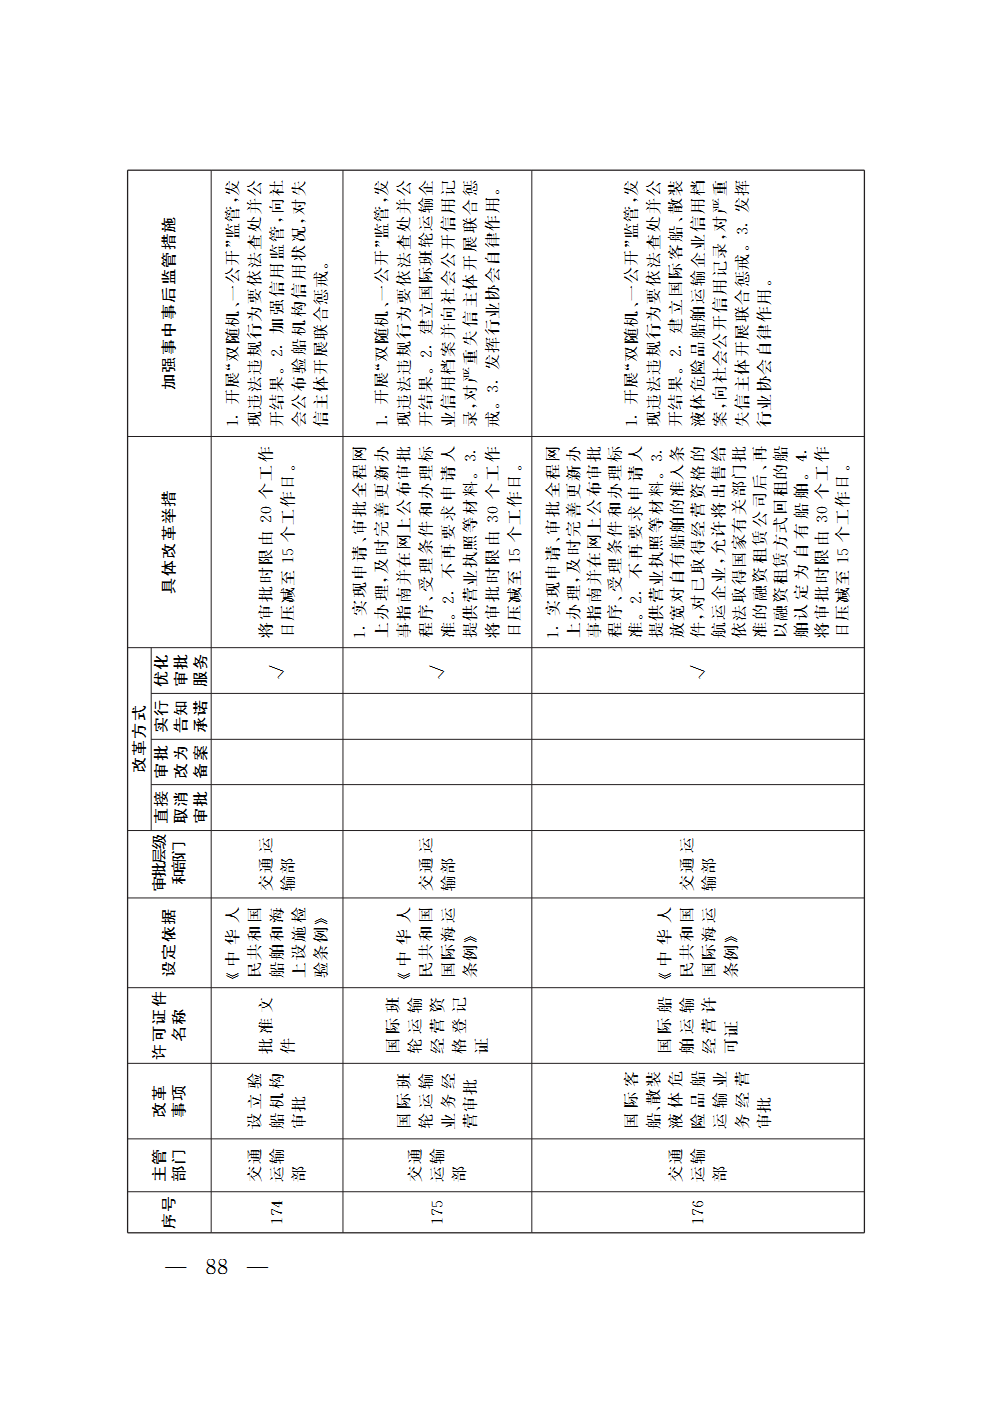 序号
主管
部门
改革
事项
许可证件
名称
设定依据
审批层级
和部门
改革方式
直接
取消
审批
审批
改为
备案
实行
告知
承诺
优化
审批
服务
具体改革举措
加强事中事后监管措施
174
交通
运输
部
设立验
船机构
审批
批准文
件
《中华人
民共和国
船舶和海
上设施检
验条例》
交通运
输部
√
将审批时限由 20 个工作
日压减至 15 个工作日。
1. 开展“双随机、一公开”监管,发
现违法违规行为要依法查处并公
开结果。2. 加强信用监管,向社
会公布验船机构信用状况,对失
信主体开展联合惩戒。
175
交通
运输
部
国际班
轮运输
业务经
营审批
国际班
轮运输
经营资
格登记
证
《中华人
民共和国
国际海运
条例》
交通运
输部
√
1. 实现申请、审批全程网
上办理,及时完善更新办
事指南并在网上公布审批
程序、受理条件和办理标
准。2. 不再要求申请人
提供营业执照等材料。3.
将审批时限由 30 个工作
日压减至 15 个工作日。
1. 开展“双随机、一公开”监管,发
现违法违规行为要依法查处并公
开结果。2. 建立国际班轮运输企
业信用档案并向社会公开信用记
录,对严重失信主体开展联合惩
戒。3. 发挥行业协会自律作用。
176
交通
运输
部
国际客
船、散装
液体危
险品船
运输业
务经营
审批
国际船
舶运输
经营许
可证
《中华人
民共和国
国际海运
条例》
交通运
输部
√
1. 实现申请、审批全程网
上办理,及时完善更新办
事指南并在网上公布审批
程序、受理条件和办理标
准。2. 不再要求申请人
提供营业执照等材料。3.
放宽对自有船舶的准入条
件,对已取得经营资格的
航运企业,允许将出售给
依法取得国家有关部门批
准的融资租赁公司后、再
以融资租赁方式回租的船
舶认定为自有船舶。4.
将审批时限由 30 个工作
日压减至 15 个工作日。
1. 开展“双随机、一公开”监管,发
现违法违规行为要依法查处并公
开结果。2. 建立国际客船、散装
液体危险品船舶运输企业信用档
案,向社会公开信用记录,对严重
失信主体开展联合惩戒。3. 发挥
行业协会自律作用。
— 88 —